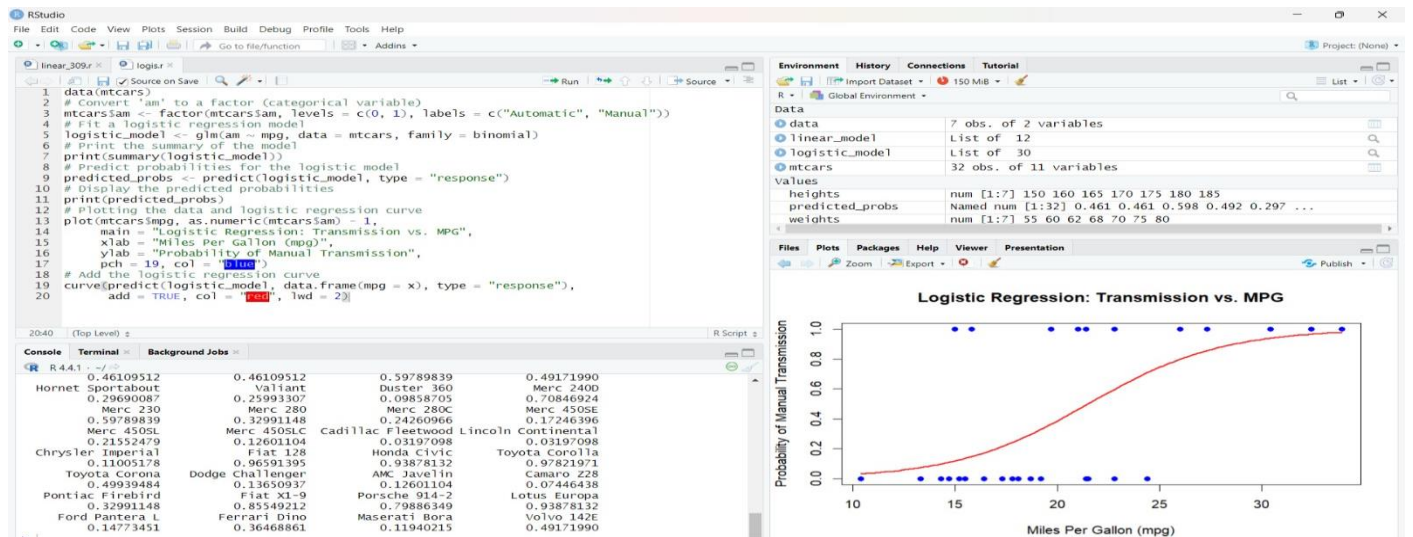 RStudio
File Edit Code View Plots Session Build Debug Profile Tools Help
Go to file/function Addins Project: (None)
linear_309.r logis.r
Source on Save Run Source
1 data(mtcars)
2 # Convert 'am' to a factor (categorical variable)
3 mtcars$am <- factor(mtcars$am, levels = c(0, 1), labels = c("Automatic", "Manual"))
4 # Fit a logistic regression model
5 logistic_model <- glm(am ~ mpg, data = mtcars, family = binomial)
6 # Print the summary of the model
7 print(summary(logistic_model))
8 # Predict probabilities for the logistic model
9 predicted_probs <- predict(logistic_model, type = "response")
10 # Display the predicted probabilities
11 print(predicted_probs)
12 # Plotting the data and logistic regression curve
13 plot(mtcars$mpg, as.numeric(mtcars$am) - 1,
14 main = "Logistic Regression: Transmission vs. MPG",
15 xlab = "Miles Per Gallon (mpg)",
16 ylab = "Probability of Manual Transmission",
17 pch = 19, col = "blue")
18 # Add the logistic regression curve
19 curve(predict(logistic_model, data.frame(mpg = x), type = "response"),
20 add = TRUE, col = "red", lwd = 2)
20:40 (Top Level) R Script
Console Terminal Background Jobs
R 4.4.1 · ~/
0.46109512 0.46109512 0.59789839 0.49171990
Hornet Sportabout Valiant Duster 360 Merc 240D
0.29690087 0.25993307 0.09858705 0.70846924
Merc 230 Merc 280 Merc 280C Merc 450SE
0.59789839 0.32991148 0.24260966 0.17246396
Merc 450SL Merc 450SLC Cadillac Fleetwood Lincoln Continental
0.21552479 0.12601104 0.03197098 0.03197098
Chrysler Imperial Fiat 128 Honda Civic Toyota Corolla
0.11005178 0.96591395 0.93878132 0.97821971
Toyota Corona Dodge Challenger AMC Javelin Camaro Z28
0.49939484 0.13650937 0.12601104 0.07446438
Pontiac Firebird Fiat X1-9 Porsche 914-2 Lotus Europa
0.32991148 0.85549212 0.79886349 0.93878132
Ford Pantera L Ferrari Dino Maserati Bora Volvo 142E
0.14773451 0.36468861 0.11940215 0.49171990
Environment History Connections Tutorial
Import Dataset 150 MiB List
R Global Environment
Data
data 7 obs. of 2 variables
linear_model List of 12
logistic_model List of 30
mtcars 32 obs. of 11 variables
Values
heights num [1:7] 150 160 165 170 175 180 185
predicted_probs Named num [1:32] 0.461 0.461 0.598 0.492 0.297 ...
weights num [1:7] 55 60 62 68 70 75 80
Files Plots Packages Help Viewer Presentation
Zoom Export Publish
Logistic Regression: Transmission vs. MPG
Probability of Manual Transmission
1.0
0.8
0.6
0.4
0.2
0.0
10 15 20 25 30
Miles Per Gallon (mpg)